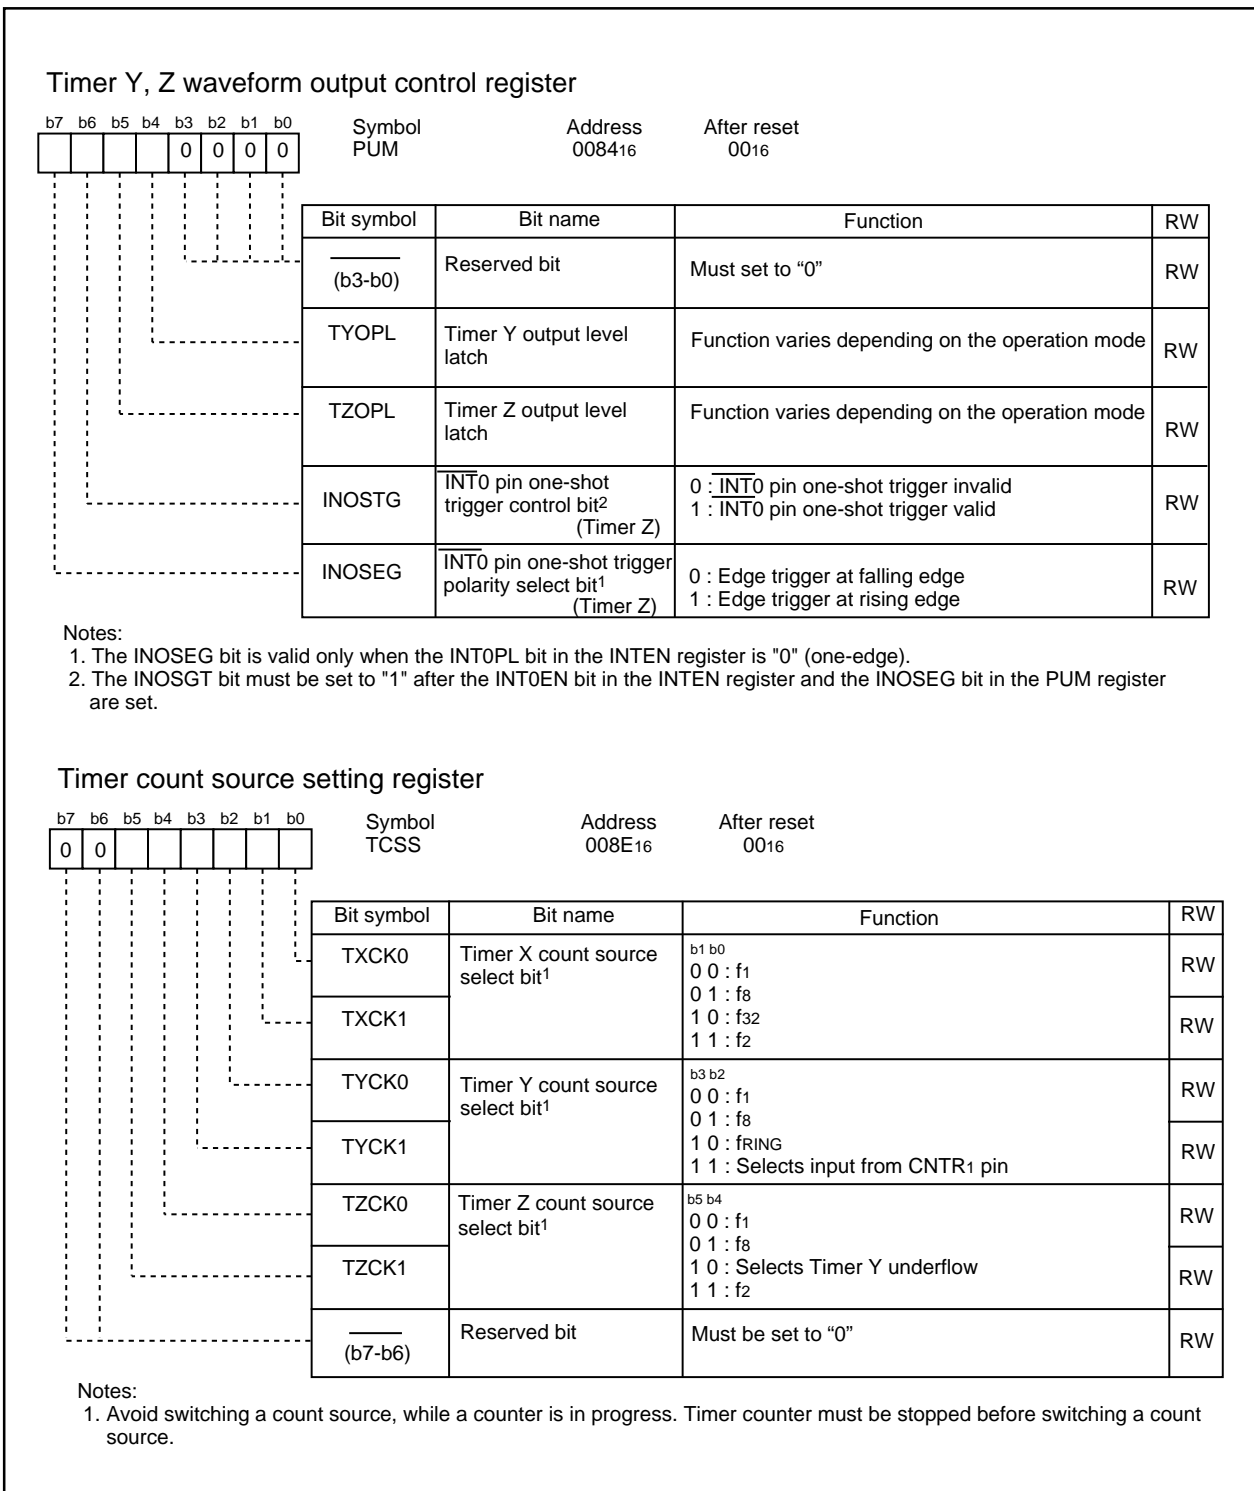 Timer Y, Z waveform output control register
b7 b6 b5 b4 b3 b2 b1 b0
0 0 0 0
Symbol Address After reset
PUM 008416 0016
Bit symbol Bit name Function RW
(b3-b0) Reserved bit Must set to “0” RW
TYOPL Timer Y output level
latch Function varies depending on the operation mode RW
TZOPL Timer Z output level
latch Function varies depending on the operation mode RW
INOSTG INT0 pin one-shot
trigger control bit2
(Timer Z)
0 : INT0 pin one-shot trigger invalid
1 : INT0 pin one-shot trigger valid
RW
INOSEG INT0 pin one-shot trigger
polarity select bit1
(Timer Z)
0 : Edge trigger at falling edge
1 : Edge trigger at rising edge
RW
Notes:
1. The INOSEG bit is valid only when the INT0PL bit in the INTEN register is "0" (one-edge).
2. The INOSGT bit must be set to "1" after the INT0EN bit in the INTEN register and the INOSEG bit in the PUM register
are set.
Timer count source setting register
b7 b6 b5 b4 b3 b2 b1 b0
0 0
Symbol Address After reset
TCSS 008E16 0016
Bit symbol Bit name Function RW
TXCK0 Timer X count source
select bit1
b1 b0
0 0 : f1
0 1 : f8
RW
TXCK1
1 0 : f32
1 1 : f2
RW
TYCK0 Timer Y count source
select bit1
b3 b2
0 0 : f1
0 1 : f8
RW
TYCK1
1 0 : fRING
1 1 : Selects input from CNTR1 pin
RW
TZCK0 Timer Z count source
select bit1
b5 b4
0 0 : f1
0 1 : f8
RW
TZCK1
1 0 : Selects Timer Y underflow
1 1 : f2
RW
(b7-b6) Reserved bit Must be set to “0” RW
Notes:
1. Avoid switching a count source, while a counter is in progress. Timer counter must be stopped before switching a count
source.